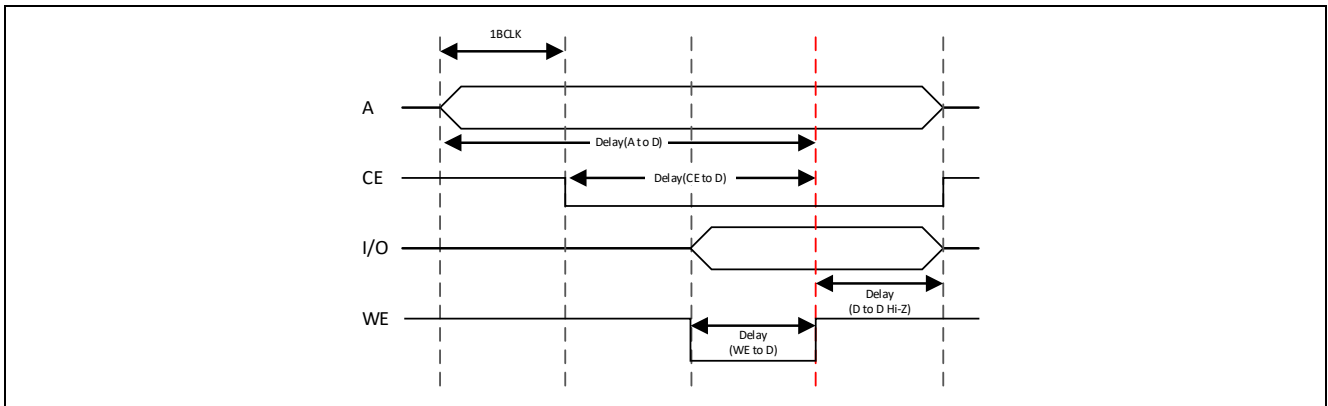 1BCLK
A
Delay(A to D)
CE
Delay(CE to D)
I/O
Delay
(D to D Hi-Z)
WE
Delay
(WE to D)